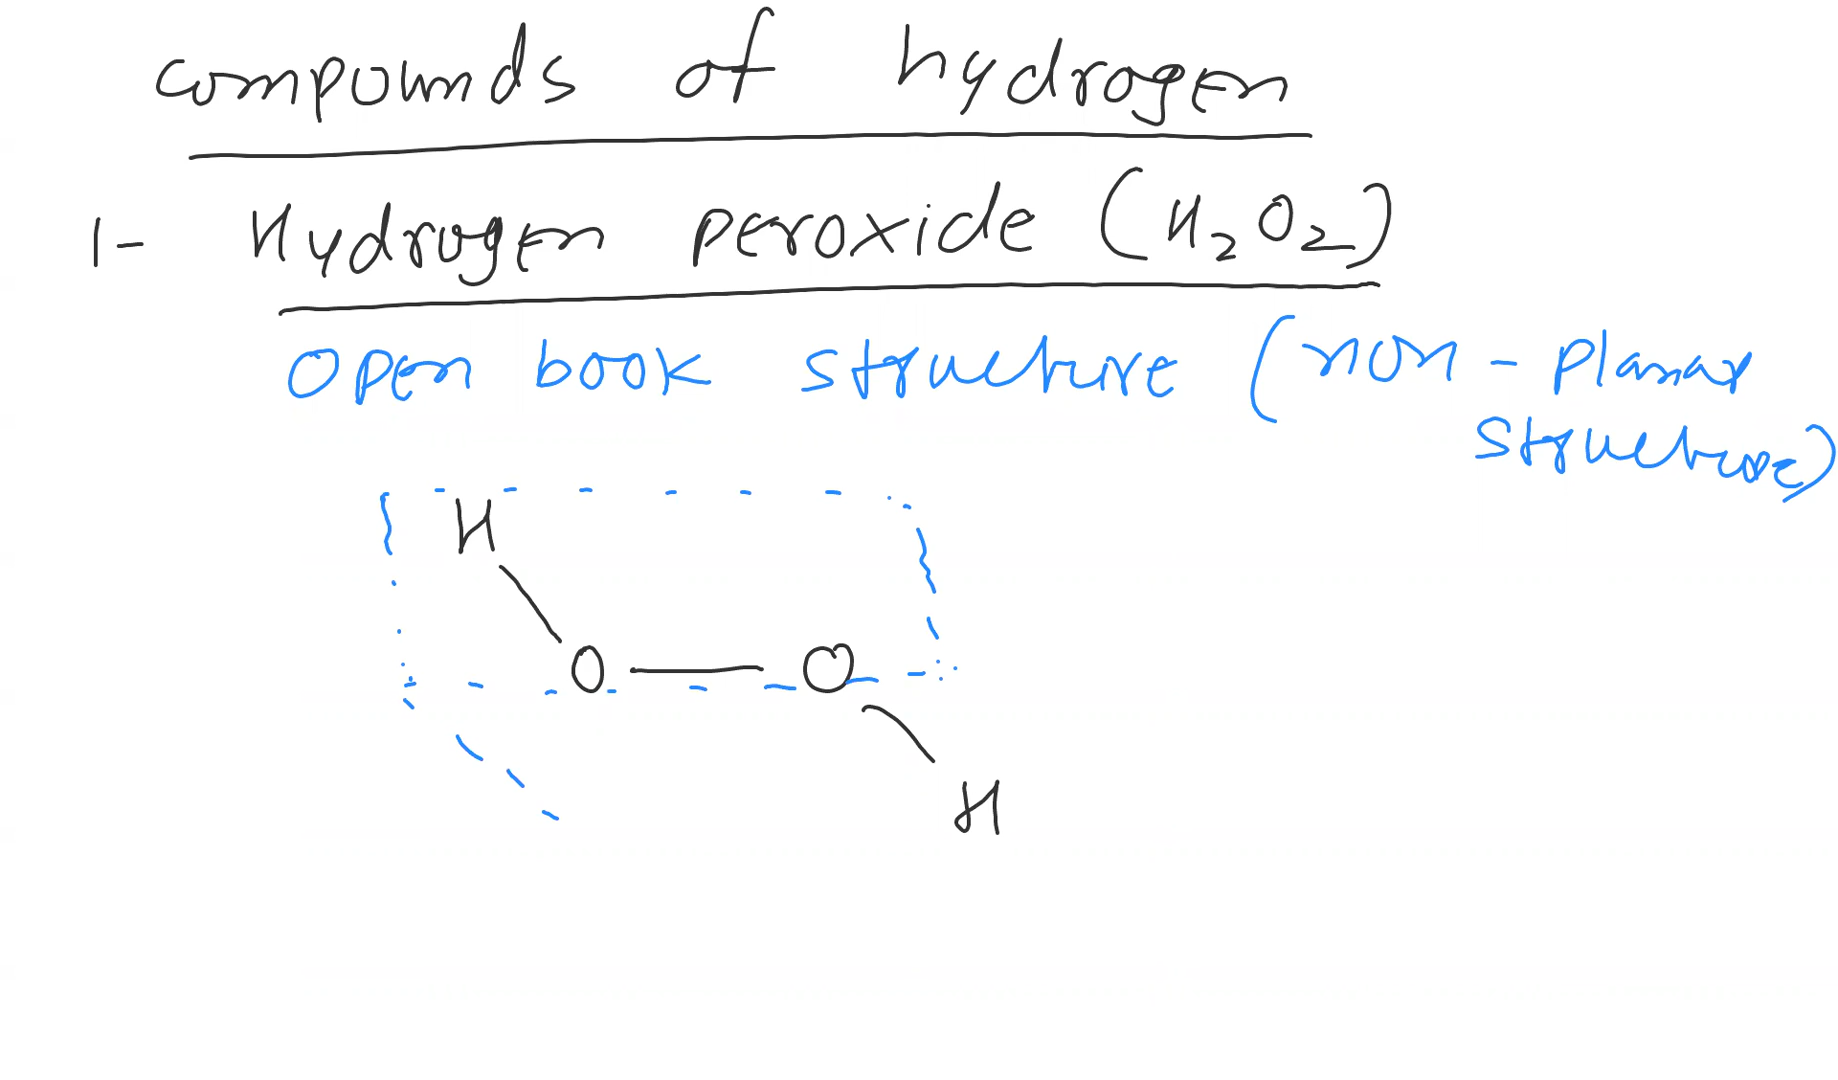 compounds of hydrogen
1- Hydrogen peroxide (H₂O₂)
Open book structure (non-planar
structure)
H
O O
H